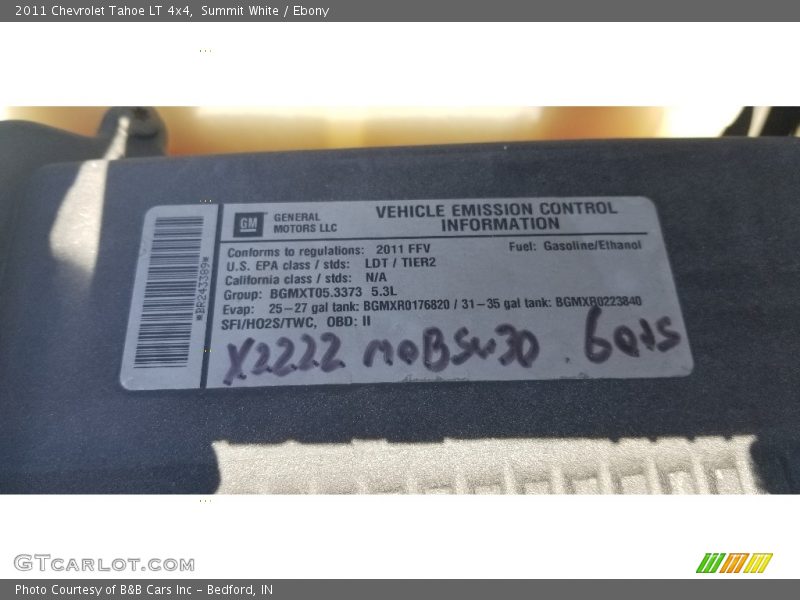 2011 Chevrolet Tahoe LT 4x4, Summit White / Ebony
GM GENERAL MOTORS LLC
VEHICLE EMISSION CONTROL
INFORMATION
Conforms to regulations: 2011 FFV
Fuel: Gasoline/Ethanol
U.S. EPA class / stds: LDT / TIER2
California class / stds: N/A
Group: BGMXT05.3373 5.3L
Evap: 25-27 gal tank: BGMXR0176820 / 31-35 gal tank: BGMXR0223840
SFI/HO2S/TWC, OBD: II
*BR243389*
X2222 moB5w30 6qts
GTCARLOT.COM
Photo Courtesy of B&B Cars Inc - Bedford, IN